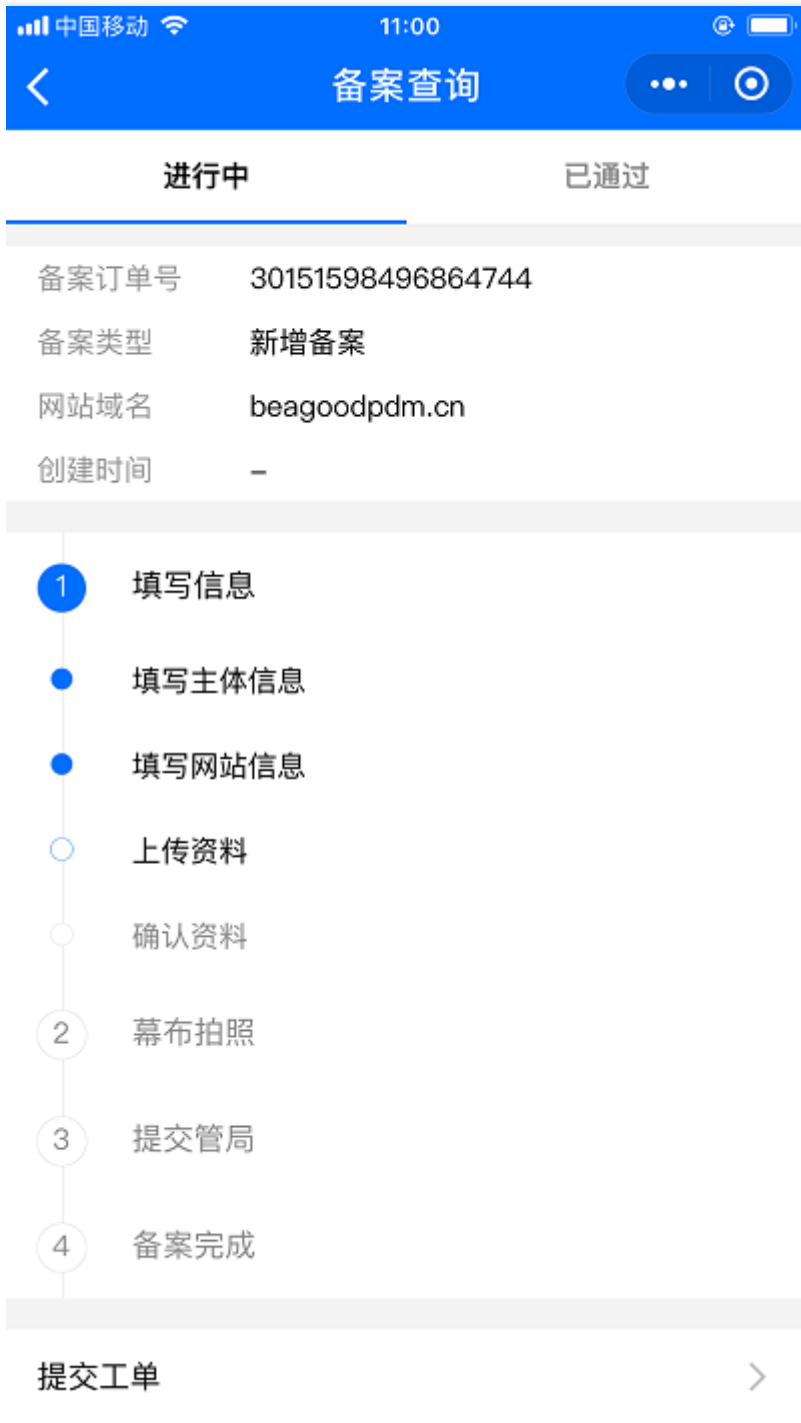 中国移动 11:00
备案查询
进行中 已通过
备案订单号 30151598496864744
备案类型 新增备案
网站域名 beagoodpdm.cn
创建时间 –
1 填写信息
填写主体信息
填写网站信息
上传资料
确认资料
2 幕布拍照
3 提交管局
4 备案完成
提交工单